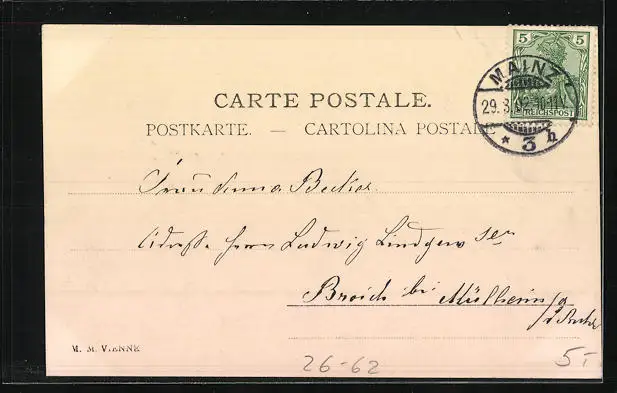 5 5
REICHSPOST
MAINZ
29. 3. 02. 10-11V.
* 3 h
CARTE POSTALE.
POSTKARTE. — CARTOLINA POSTALE
Fräul Anna Becker
Adresse Herrn Ludwig Lindgens sen
Broich bei Mülheim a/
d Ruhr
M. M. VIENNE
26-62
5,-